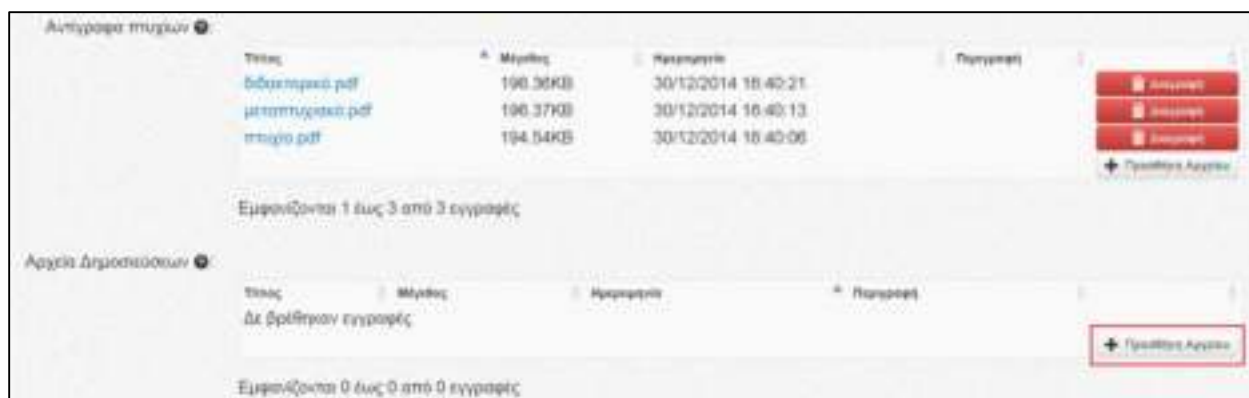 Αντίγραφα πτυχίων
Τίτλος Μέγεθος Ημερομηνία Περιγραφή
διδακτορικό.pdf 196.36KB 30/12/2014 16:40:21 Διαγραφή
μεταπτυχιακό.pdf 196.37KB 30/12/2014 16:40:13 Διαγραφή
πτυχίο.pdf 194.54KB 30/12/2014 16:40:06 Διαγραφή
Προσθήκη Αρχείου
Εμφανίζονται 1 έως 3 από 3 εγγραφές
Αρχεία Δημοσιεύσεων
Τίτλος Μέγεθος Ημερομηνία Περιγραφή
Δε βρέθηκαν εγγραφές
Προσθήκη Αρχείου
Εμφανίζονται 0 έως 0 από 0 εγγραφές